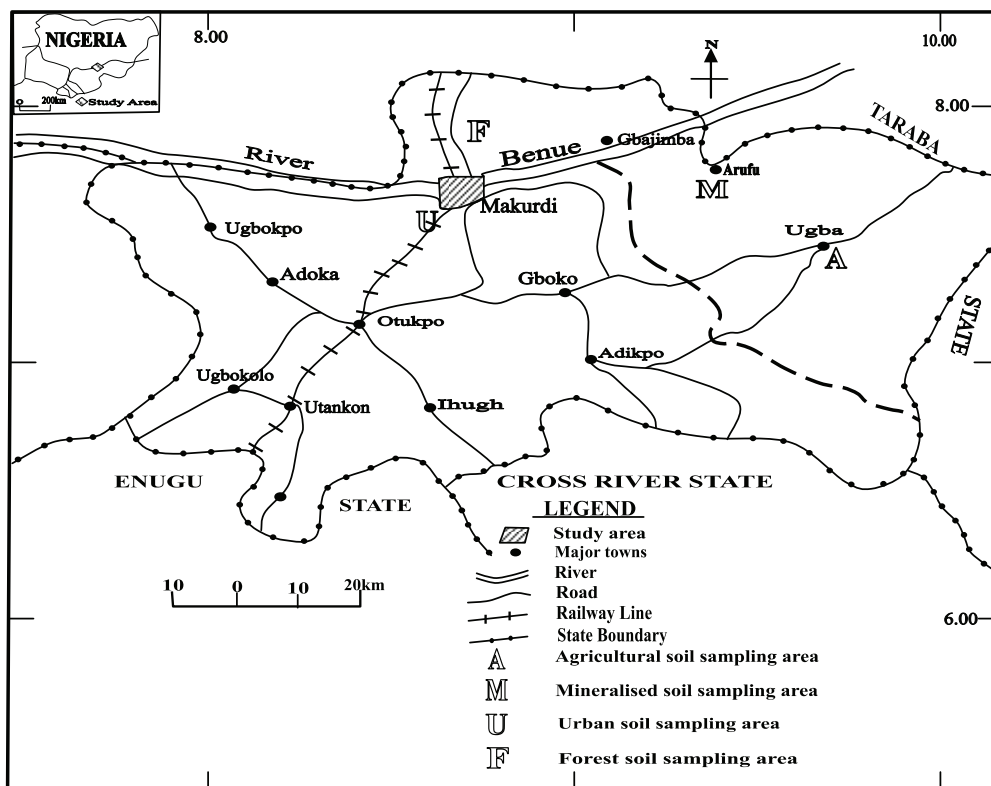 NIGERIA
0
200km
Study Area
8.00
10.00
N
8.00
TARABA
STATE
F
River
Benue
Gbajimba
Arufu
M
Makurdi
U
Ugbokpo
Ugba
A
Adoka
Gboko
Otukpo
Adikpo
Ugbokolo
Utankon
Ihugh
ENUGU
STATE
CROSS RIVER STATE
LEGEND
Study area
Major towns
River
Road
Railway Line
State Boundary
A Agricultural soil sampling area
M Mineralised soil sampling area
U Urban soil sampling area
F Forest soil sampling area
10 0 10 20km
6.00